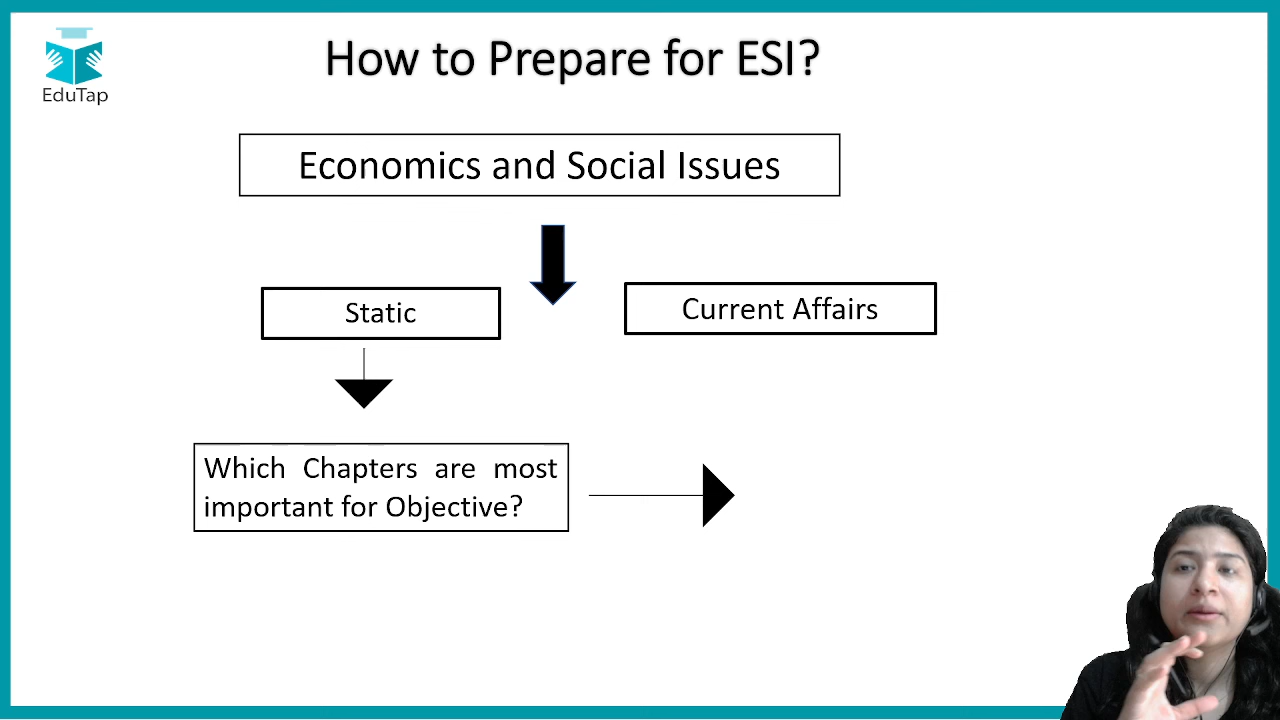 How to Prepare for ESI?
EduTap
Economics and Social Issues
Static
Current Affairs
Which Chapters are most
important for Objective?